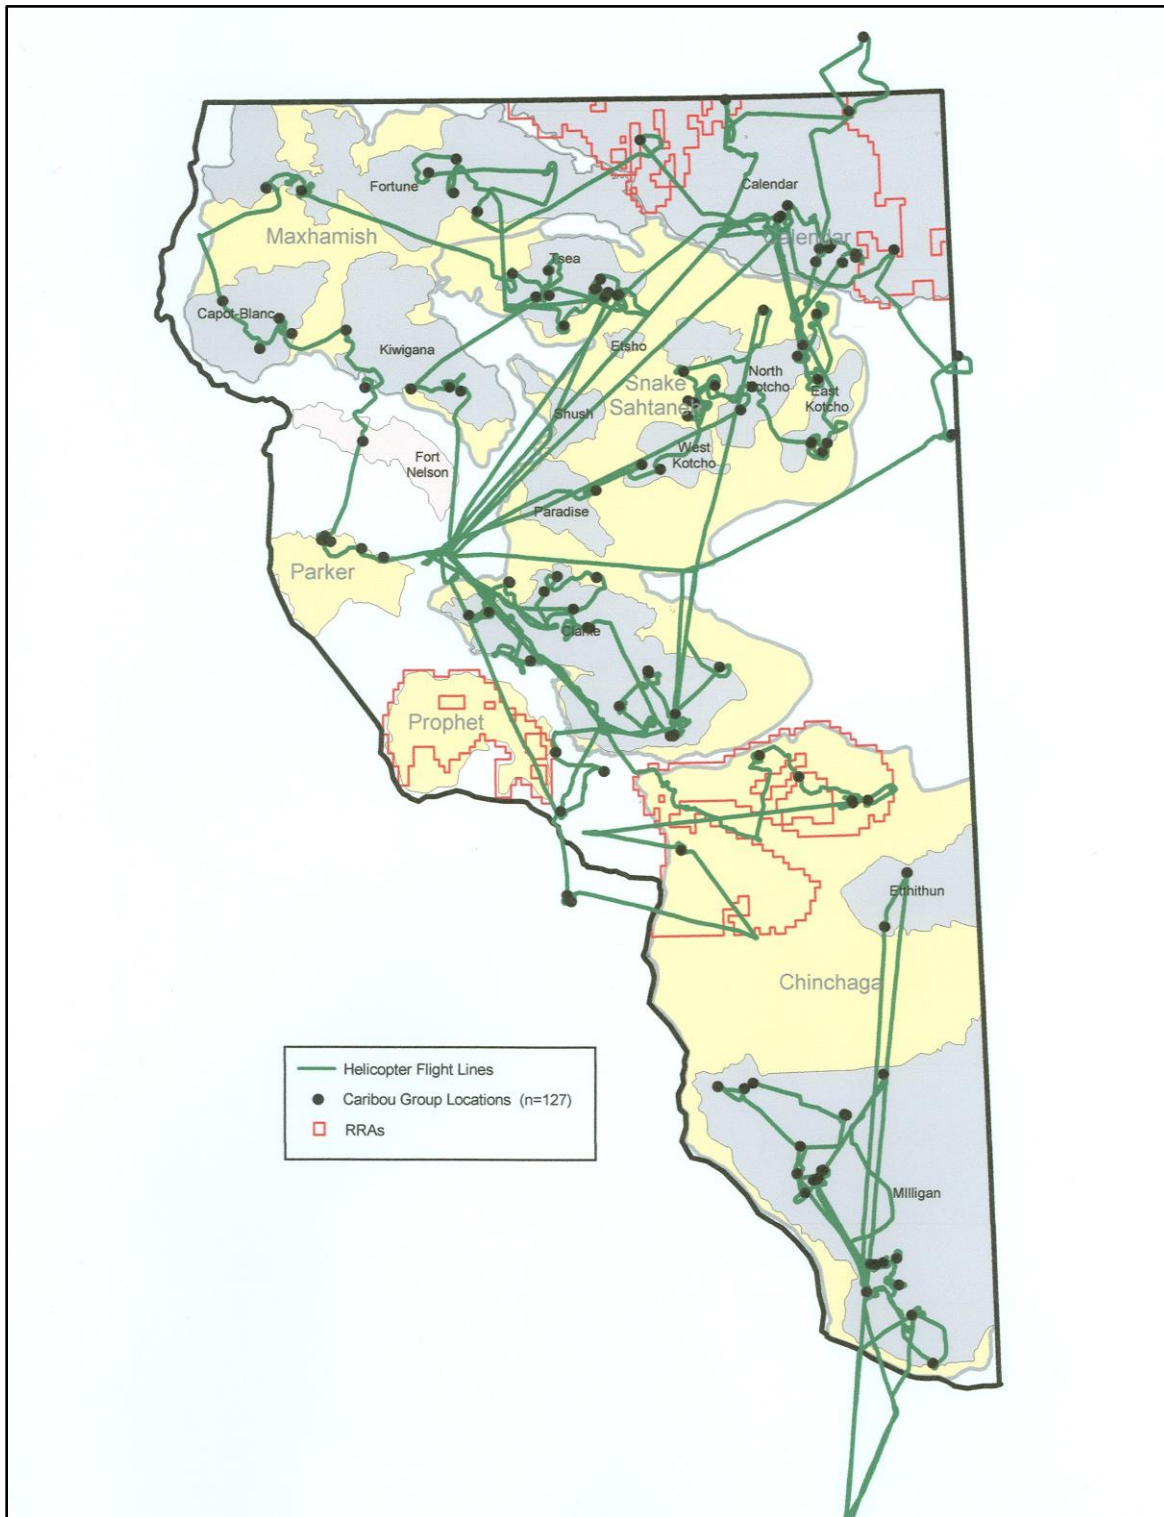 Calendar
Fortune
Maxhamish
Calendar
Tsea
Capot-Blanc
Kiwigana
Etsho
Snake
Sahtaneh
North
Kotcho
East
Kotcho
Shush
West
Kotcho
Fort
Nelson
Paradise
Parker
Clarke
Prophet
Etthithun
Chinchaga
Helicopter Flight Lines
Caribou Group Locations (n=127)
RRAs
MIlligan